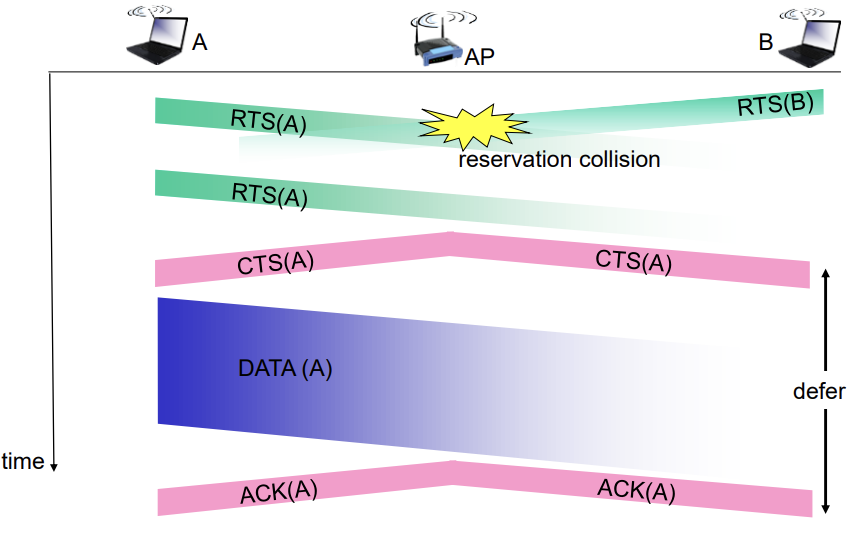 A
AP
B
RTS(A)
RTS(B)
reservation collision
RTS(A)
CTS(A)
CTS(A)
DATA (A)
defer
time
ACK(A)
ACK(A)